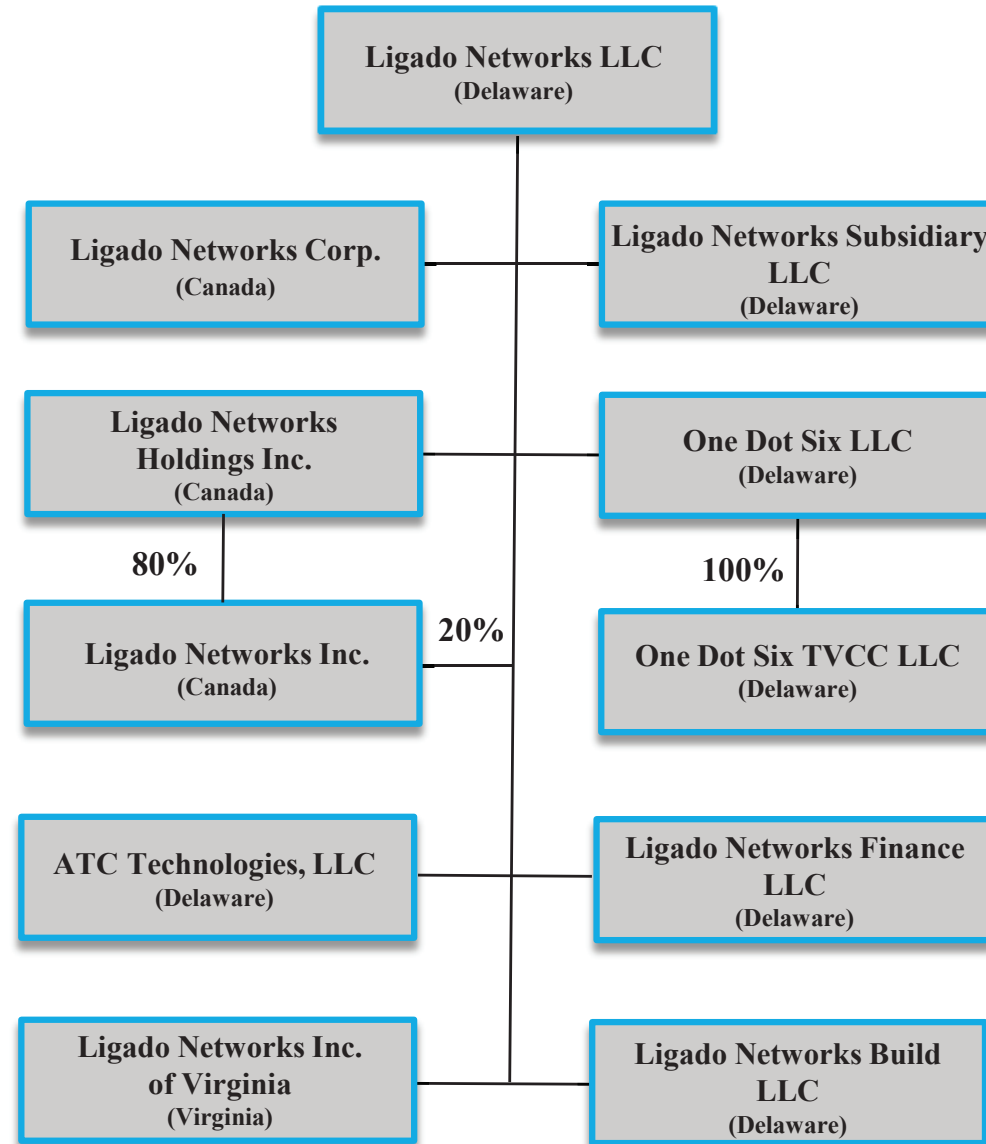 Ligado Networks LLC
(Delaware)
Ligado Networks Corp.
(Canada)
Ligado Networks Subsidiary
LLC
(Delaware)
Ligado Networks
Holdings Inc.
(Canada)
One Dot Six LLC
(Delaware)
80%
100%
Ligado Networks Inc.
(Canada)
20%
One Dot Six TVCC LLC
(Delaware)
ATC Technologies, LLC
(Delaware)
Ligado Networks Finance
LLC
(Delaware)
Ligado Networks Inc.
of Virginia
(Virginia)
Ligado Networks Build
LLC
(Delaware)